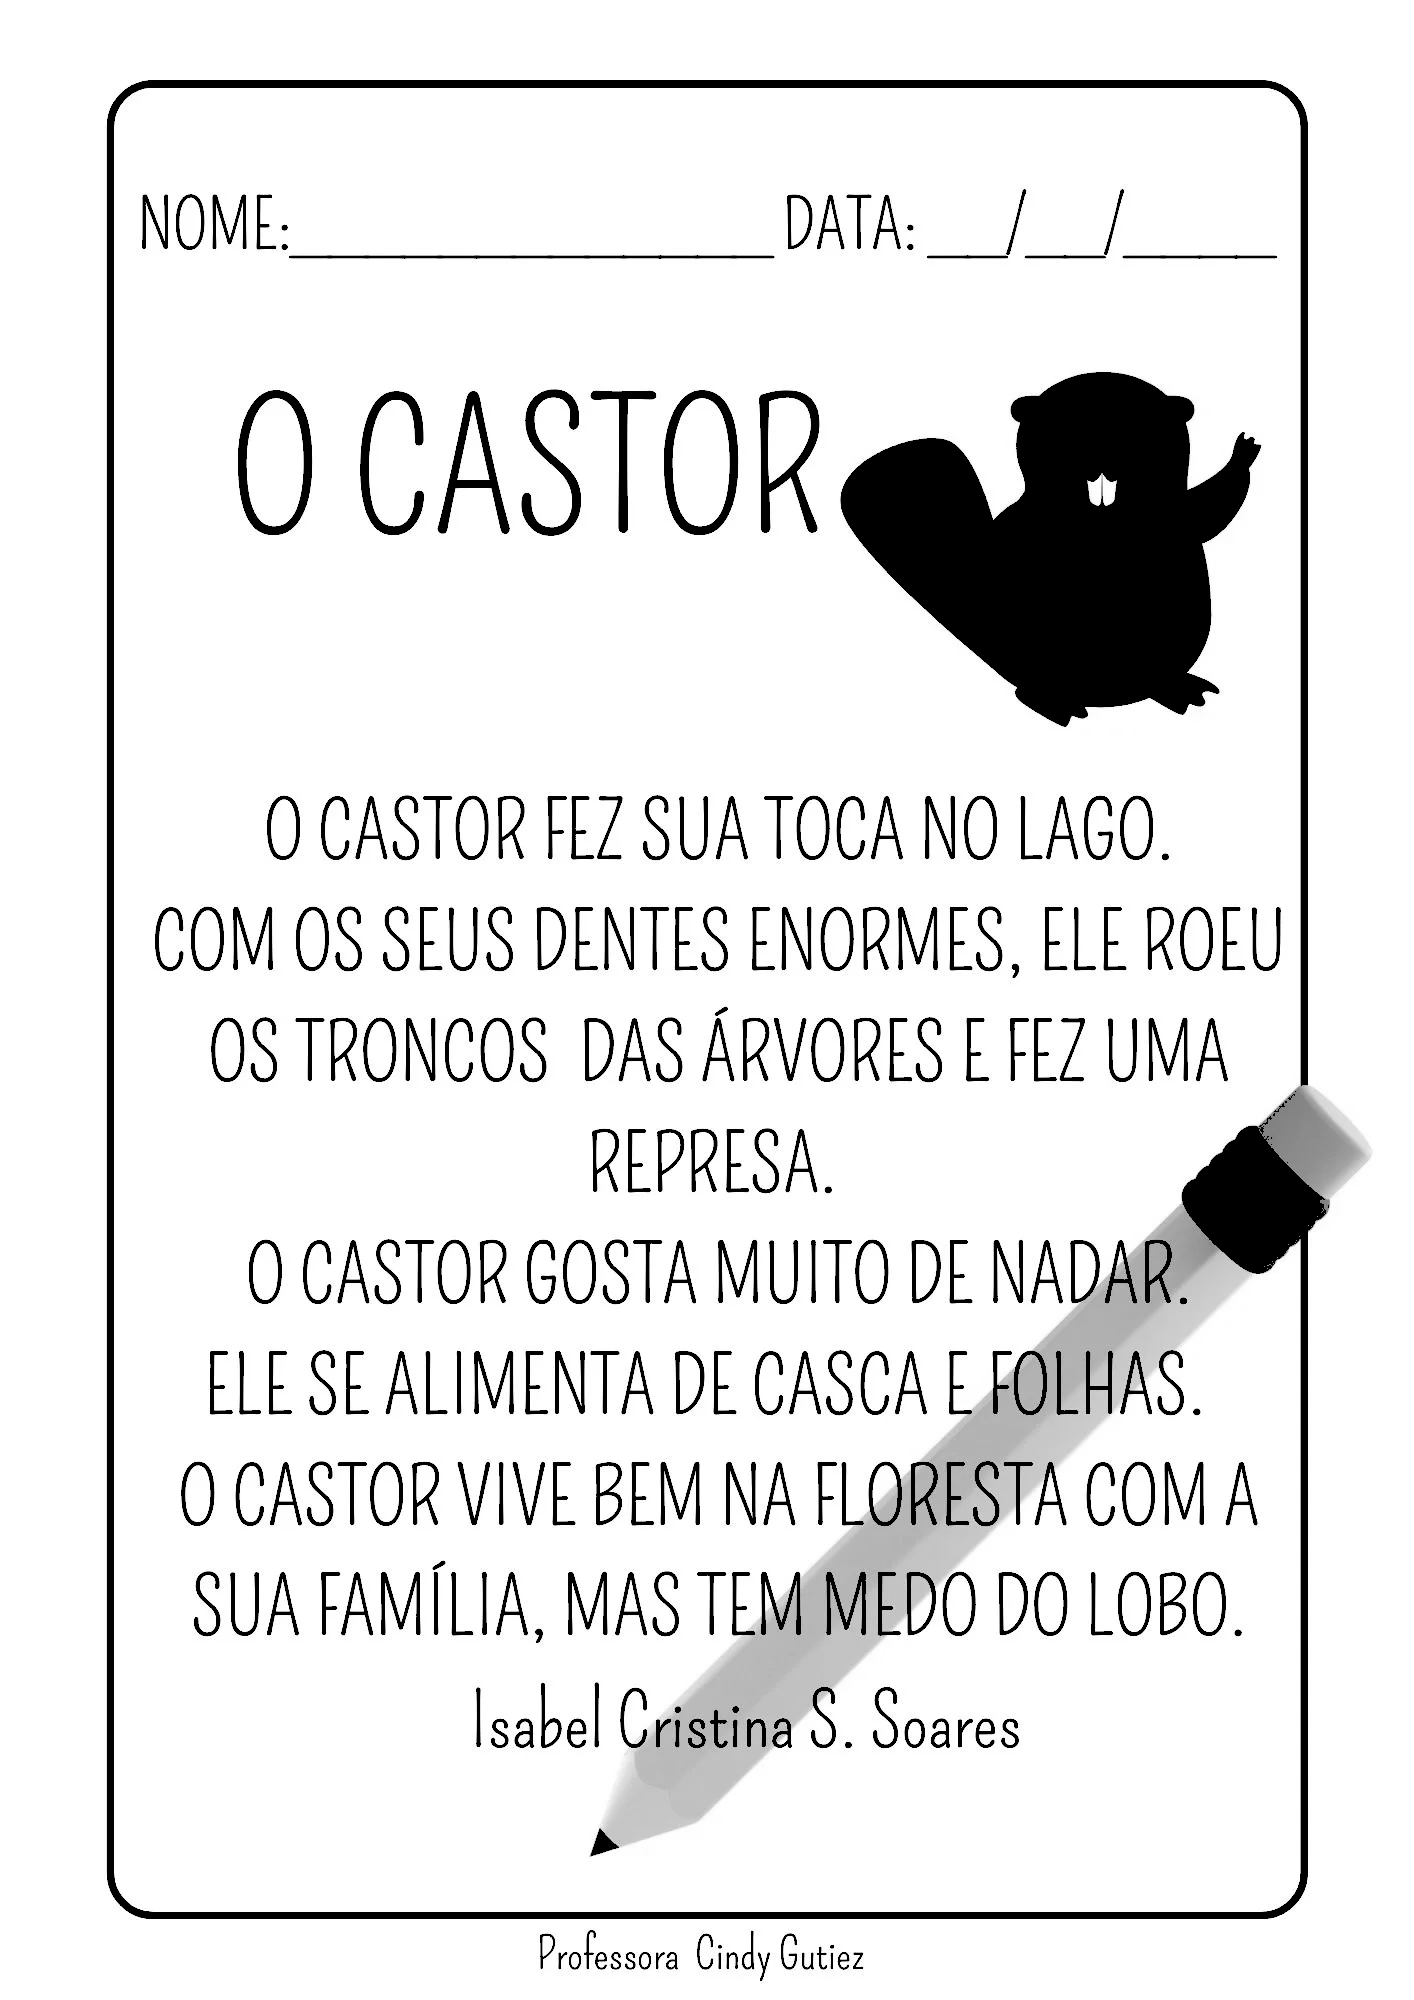 NOME:____________________ DATA: ___/___/______
O CASTOR
O CASTOR FEZ SUA TOCA NO LAGO.
COM OS SEUS DENTES ENORMES, ELE ROEU
OS TRONCOS DAS ÁRVORES E FEZ UMA
REPRESA.
O CASTOR GOSTA MUITO DE NADAR.
ELE SE ALIMENTA DE CASCA E FOLHAS.
O CASTOR VIVE BEM NA FLORESTA COM A
SUA FAMÍLIA, MAS TEM MEDO DO LOBO.
Isabel Cristina S. Soares
Professora Cindy Gutiez